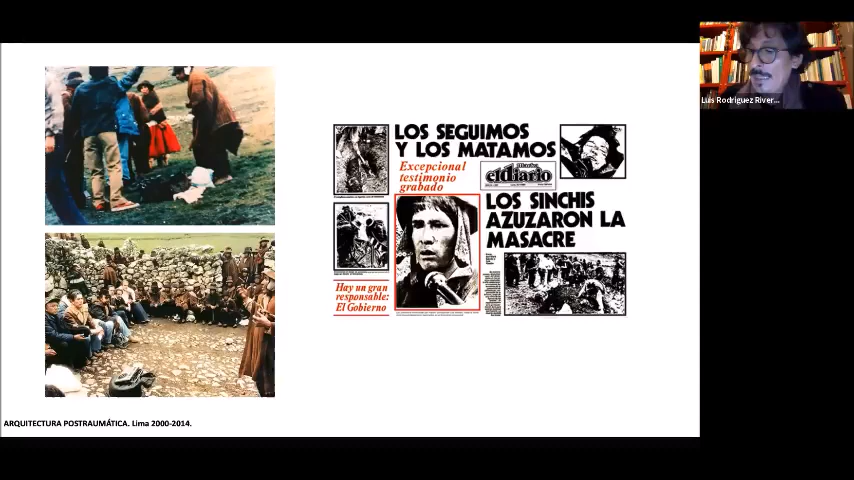 Luis Rodriguez River...
LOS SEGUIMOS
Y LOS MATAMOS
Excepcional
testimonio
grabado
el diario
LOS SINCHIS
AZUZARON LA
MASACRE
Hay un gran
responsable:
El Gobierno
ARQUITECTURA POSTRAUMÁTICA. Lima 2000-2014.